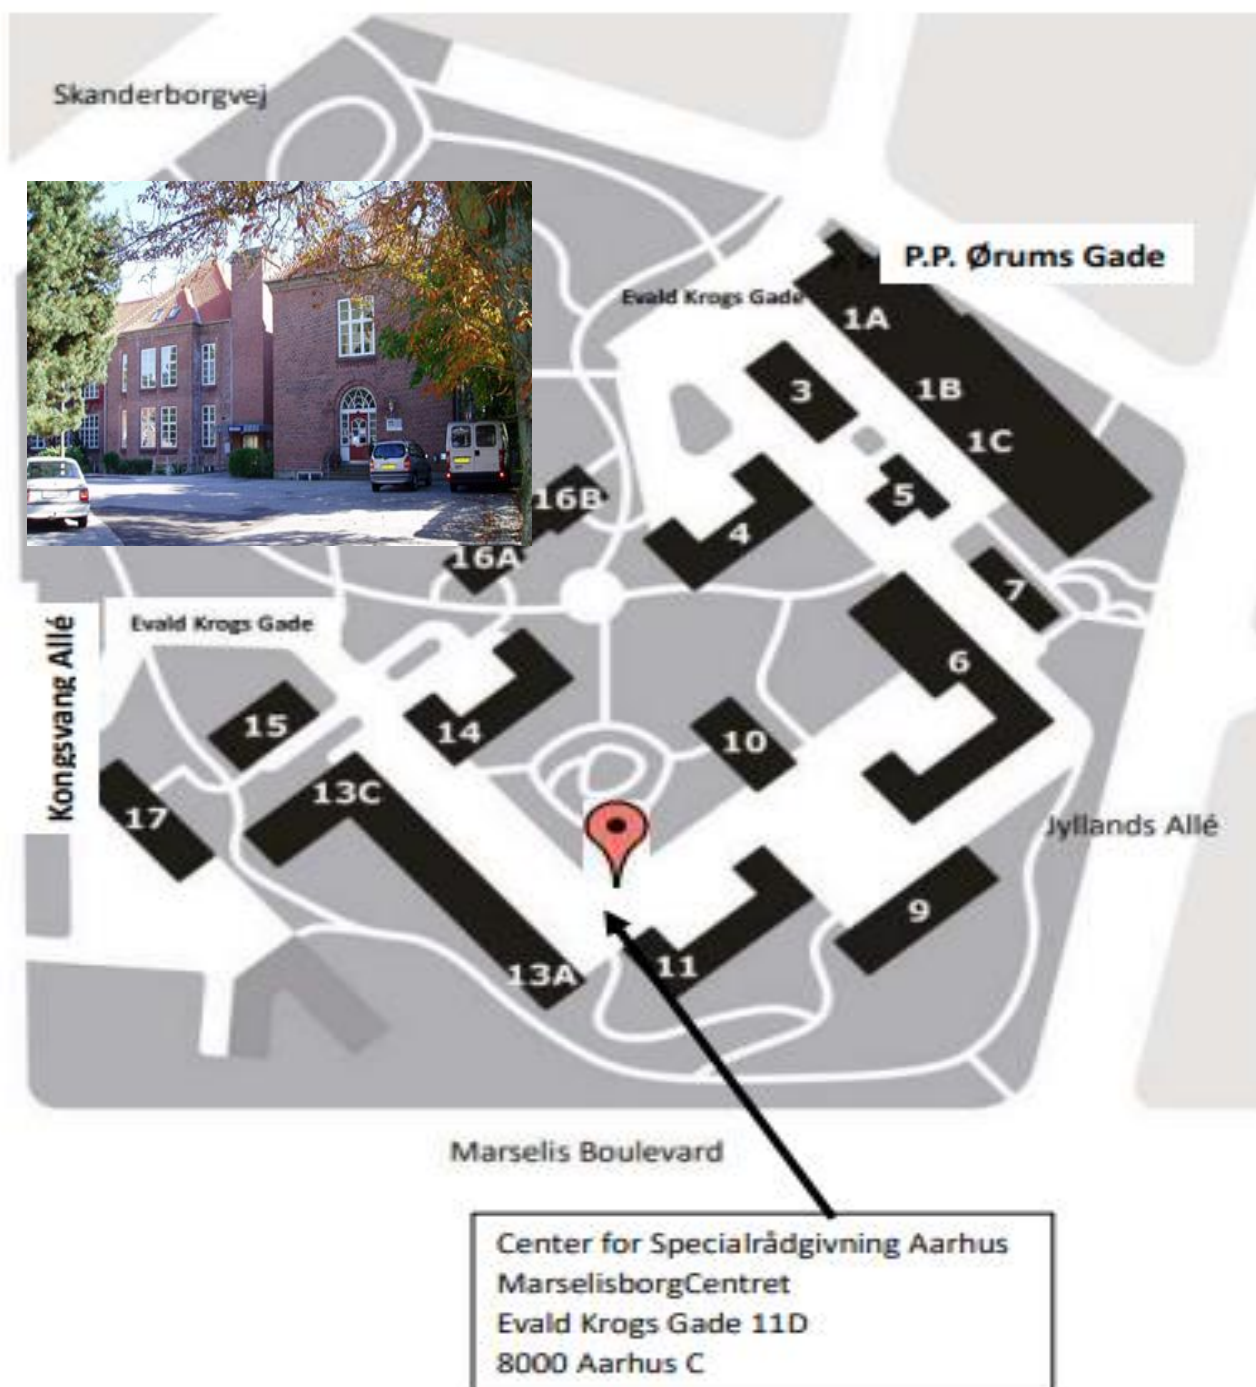 Skanderborgvej
P.P. Ørums Gade
Evald Krogs Gade
1A
1B
1C
3
5
4
16B
16A
7
6
Evald Krogs Gade
Kongsvang Allé
15
14
10
13C
17
Jyllands Allé
9
11
13A
Marselis Boulevard
Center for Specialrådgivning Aarhus
MarselisborgCentret
Evald Krogs Gade 11D
8000 Aarhus C